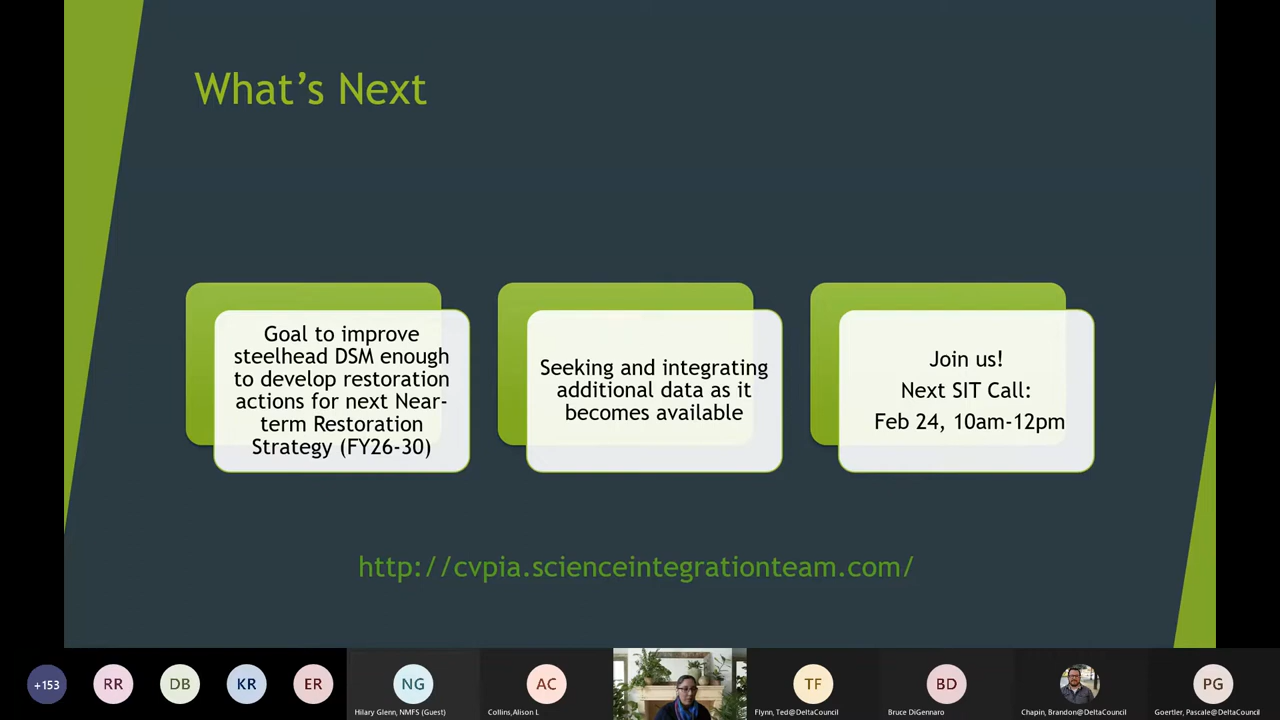 What's Next
Goal to improve
steelhead DSM enough
to develop restoration
actions for next Near-
term Restoration
Strategy (FY26-30)
Seeking and integrating
additional data as it
becomes available
Join us!
Next SIT Call:
Feb 24, 10am-12pm
http://cvpia.scienceintegrationteam.com/
+153
RR
DB
KR
ER
NG
AC
TF
BD
PG
Hilary Glenn, NMFS (Guest)
Collins,Alison L
Flynn, Ted@DeltaCouncil
Bruce DiGennaro
Chapin, Brandon@DeltaCouncil
Goertler, Pascale@DeltaCouncil